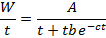 W/t = A/(t + tbe^{-ct})